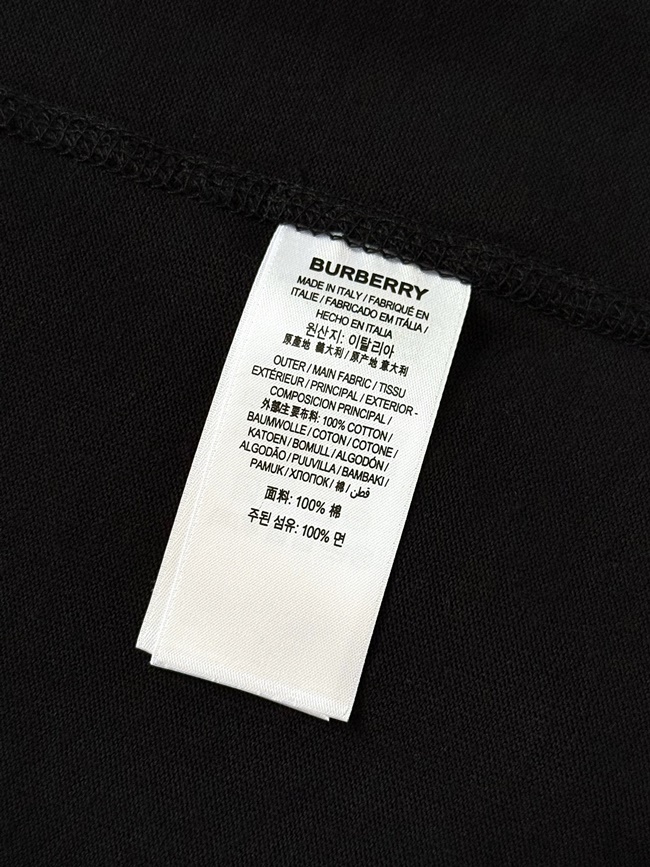 BURBERRY
MADE IN ITALY / FABRIQUÉ EN
ITALIE / FABRICADO EM ITÁLIA /
HECHO EN ITALIA
원산지: 이탈리아
原產地 義大利 / 原产地 意大利
OUTER / MAIN FABRIC / TISSU
EXTÉRIEUR / PRINCIPAL / EXTERIOR -
COMPOSICION PRINCIPAL /
外部主要布料: 100% COTTON /
BAUMWOLLE / COTON / COTONE /
KATOEN / BOMULL / ALGODÓN /
ALGODÃO / PUUVILLA / BAMBAKI /
PAMUK / ХЛОПОК / 棉 / قطن
面料: 100% 棉
주된 섬유: 100% 면